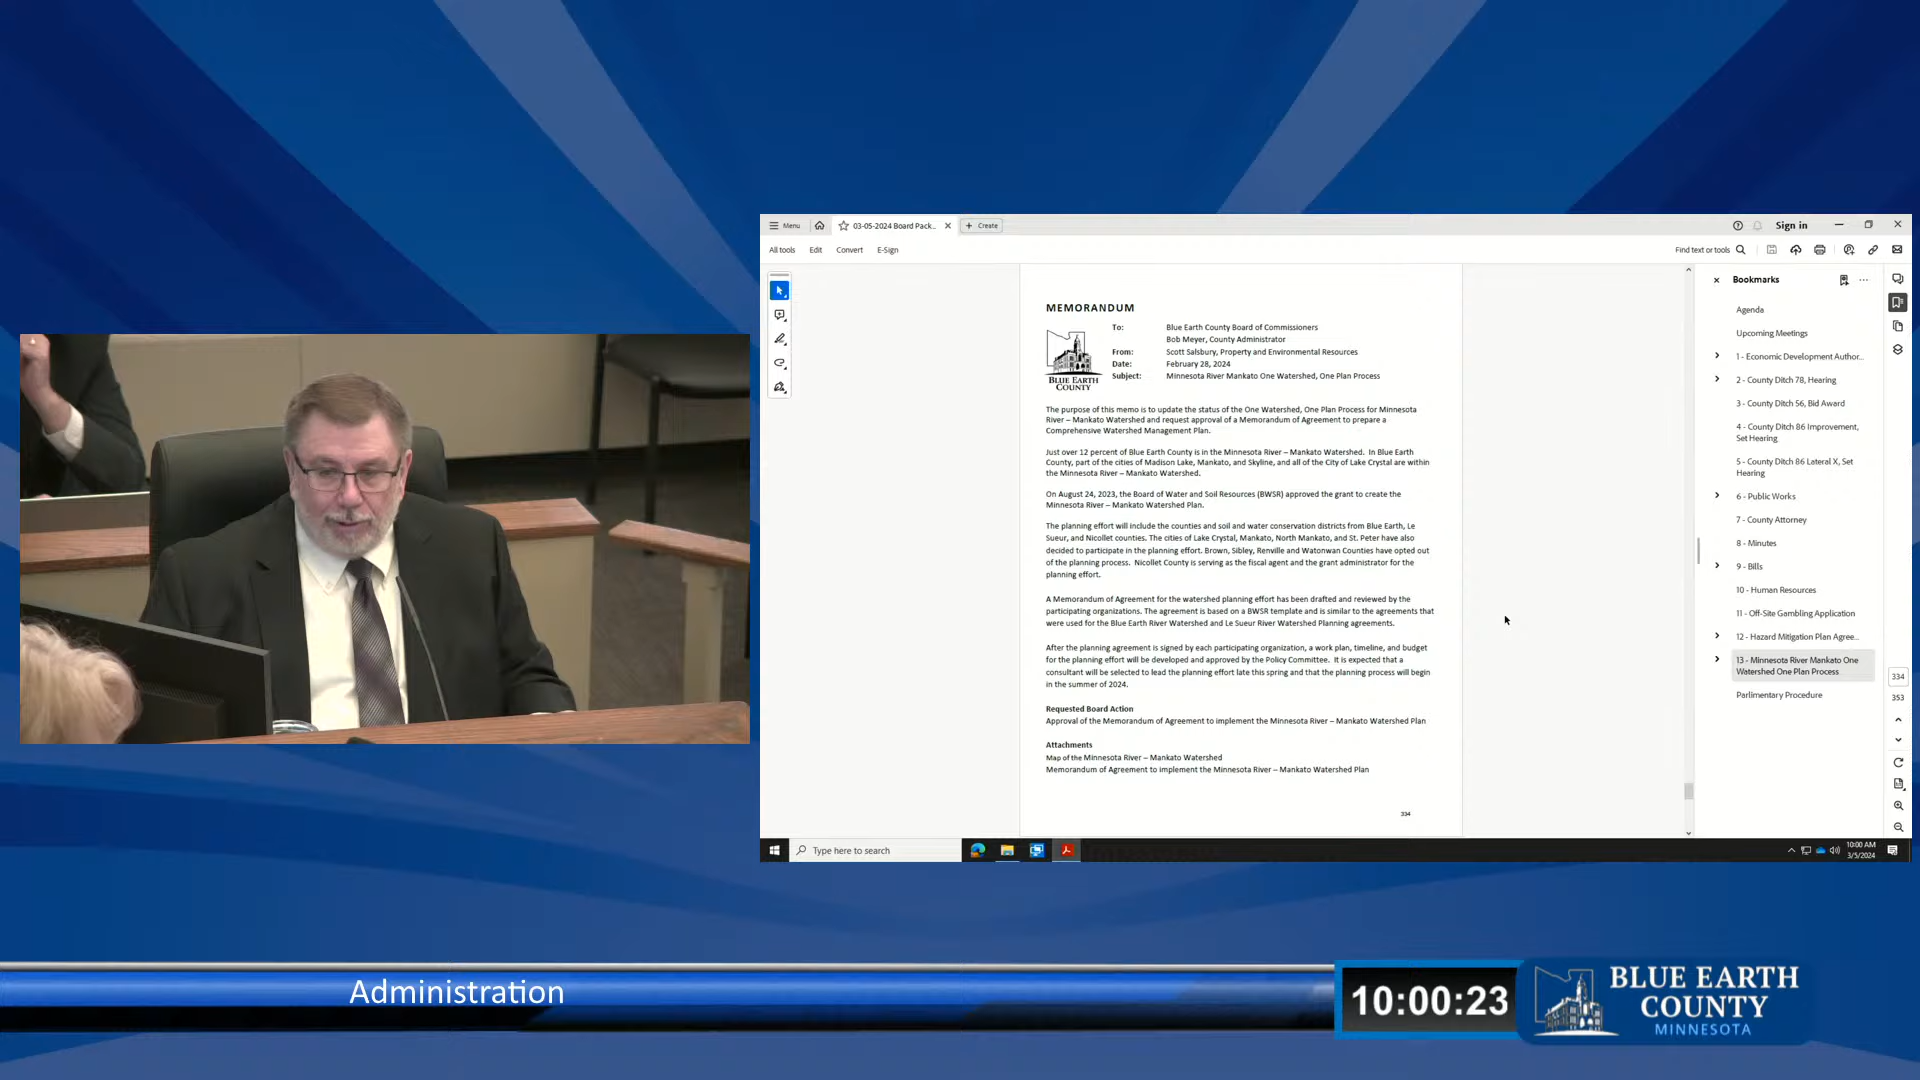 Menu
03-05-2024 Board Pack...
Create
Sign in
All tools
Edit
Convert
E-Sign
Find text or tools
MEMORANDUM
BLUE EARTH
COUNTY
To: Blue Earth County Board of Commissioners
Bob Meyer, County Administrator
From: Scott Salsbury, Property and Environmental Resources
Date: February 28, 2024
Subject: Minnesota River Mankato One Watershed, One Plan Process
The purpose of this memo is to update the status of the One Watershed, One Plan Process for Minnesota
River – Mankato Watershed and request approval of a Memorandum of Agreement to prepare a
Comprehensive Watershed Management Plan.
Just over 12 percent of Blue Earth County is in the Minnesota River – Mankato Watershed. In Blue Earth
County, part of the cities of Madison Lake, Mankato, and Skyline, and all of the City of Lake Crystal are within
the Minnesota River – Mankato Watershed.
On August 24, 2023, the Board of Water and Soil Resources (BWSR) approved the grant to create the
Minnesota River – Mankato Watershed Plan.
The planning effort will include the counties and soil and water conservation districts from Blue Earth, Le
Sueur, and Nicollet counties. The cities of Lake Crystal, Mankato, North Mankato, and St. Peter have also
decided to participate in the planning effort. Brown, Sibley, Renville and Watonwan Counties have opted out
of the planning process. Nicollet County is serving as the fiscal agent and the grant administrator for the
planning effort.
A Memorandum of Agreement for the watershed planning effort has been drafted and reviewed by the
participating organizations. The agreement is based on a BWSR template and is similar to the agreements that
were used for the Blue Earth River Watershed and Le Sueur River Watershed Planning agreements.
After the planning agreement is signed by each participating organization, a work plan, timeline, and budget
for the planning effort will be developed and approved by the Policy Committee. It is expected that a
consultant will be selected to lead the planning effort late this spring and that the planning process will begin
in the summer of 2024.
Requested Board Action
Approval of the Memorandum of Agreement to implement the Minnesota River – Mankato Watershed Plan
Attachments
Map of the Minnesota River – Mankato Watershed
Memorandum of Agreement to implement the Minnesota River – Mankato Watershed Plan
334
Bookmarks
Agenda
Upcoming Meetings
1 - Economic Development Author...
2 - County Ditch 78, Hearing
3 - County Ditch 56, Bid Award
4 - County Ditch 86 Improvement,
Set Hearing
5 - County Ditch 86 Lateral X, Set
Hearing
6 - Public Works
7 - County Attorney
8 - Minutes
9 - Bills
10 - Human Resources
11 - Off-Site Gambling Application
12 - Hazard Mitigation Plan Agree...
13 - Minnesota River Mankato One
Watershed One Plan Process
Parlimentary Procedure
334
353
Type here to search
10:00 AM
3/5/2024
Administration
10:00:23
BLUE EARTH
COUNTY
MINNESOTA